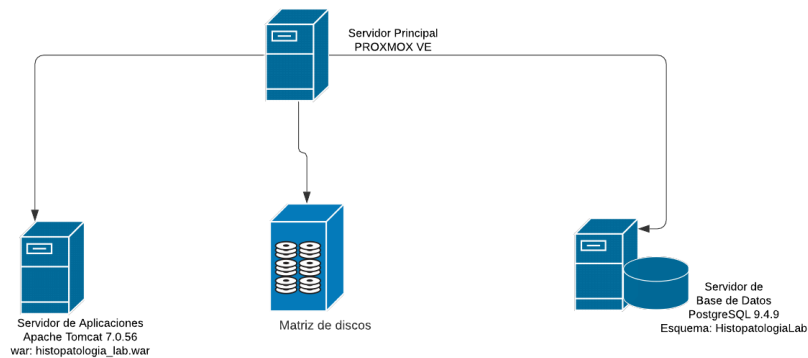 Servidor Principal
PROXMOX VE
Servidor de Aplicaciones
Apache Tomcat 7.0.56
war: histopatologia_lab.war
Matriz de discos
Servidor de
Base de Datos
PostgreSQL 9.4.9
Esquema: HistopatologiaLab